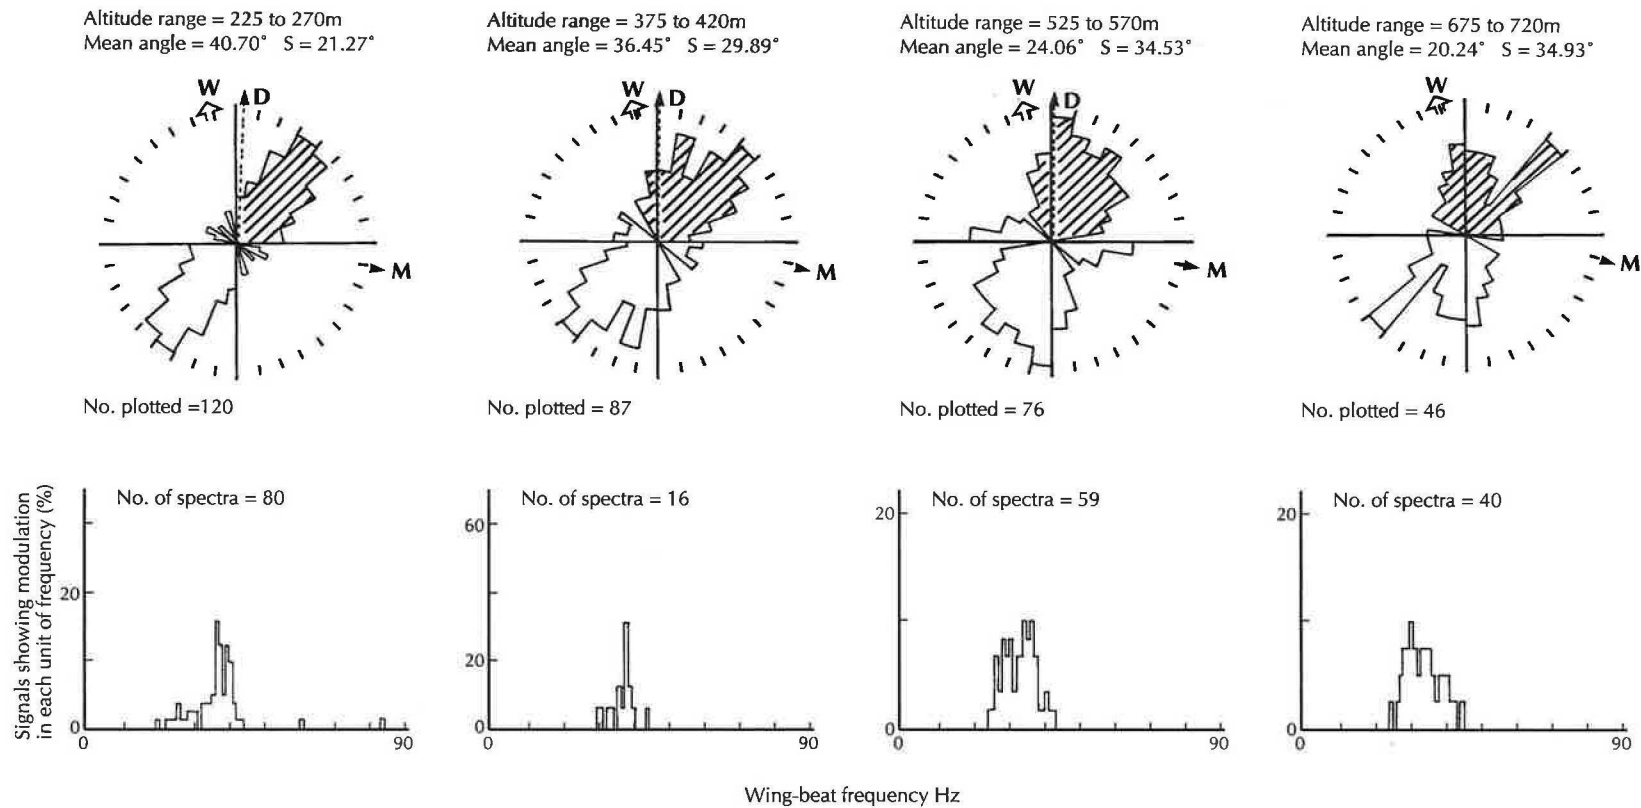 Altitude range = 225 to 270m
Mean angle = 40.70° S = 21.27°
Altitude range = 375 to 420m
Mean angle = 36.45° S = 29.89°
Altitude range = 525 to 570m
Mean angle = 24.06° S = 34.53°
Altitude range = 675 to 720m
Mean angle = 20.24° S = 34.93°
W D
M
W D
M
W D
M
W
M
No. plotted =120
No. plotted = 87
No. plotted = 76
No. plotted = 46
Signals showing modulation
in each unit of frequency (%)
No. of spectra = 80
20
0
0 90
No. of spectra = 16
60
20
0
0 90
No. of spectra = 59
20
0
0 90
No. of spectra = 40
20
0
0 90
Wing-beat frequency Hz